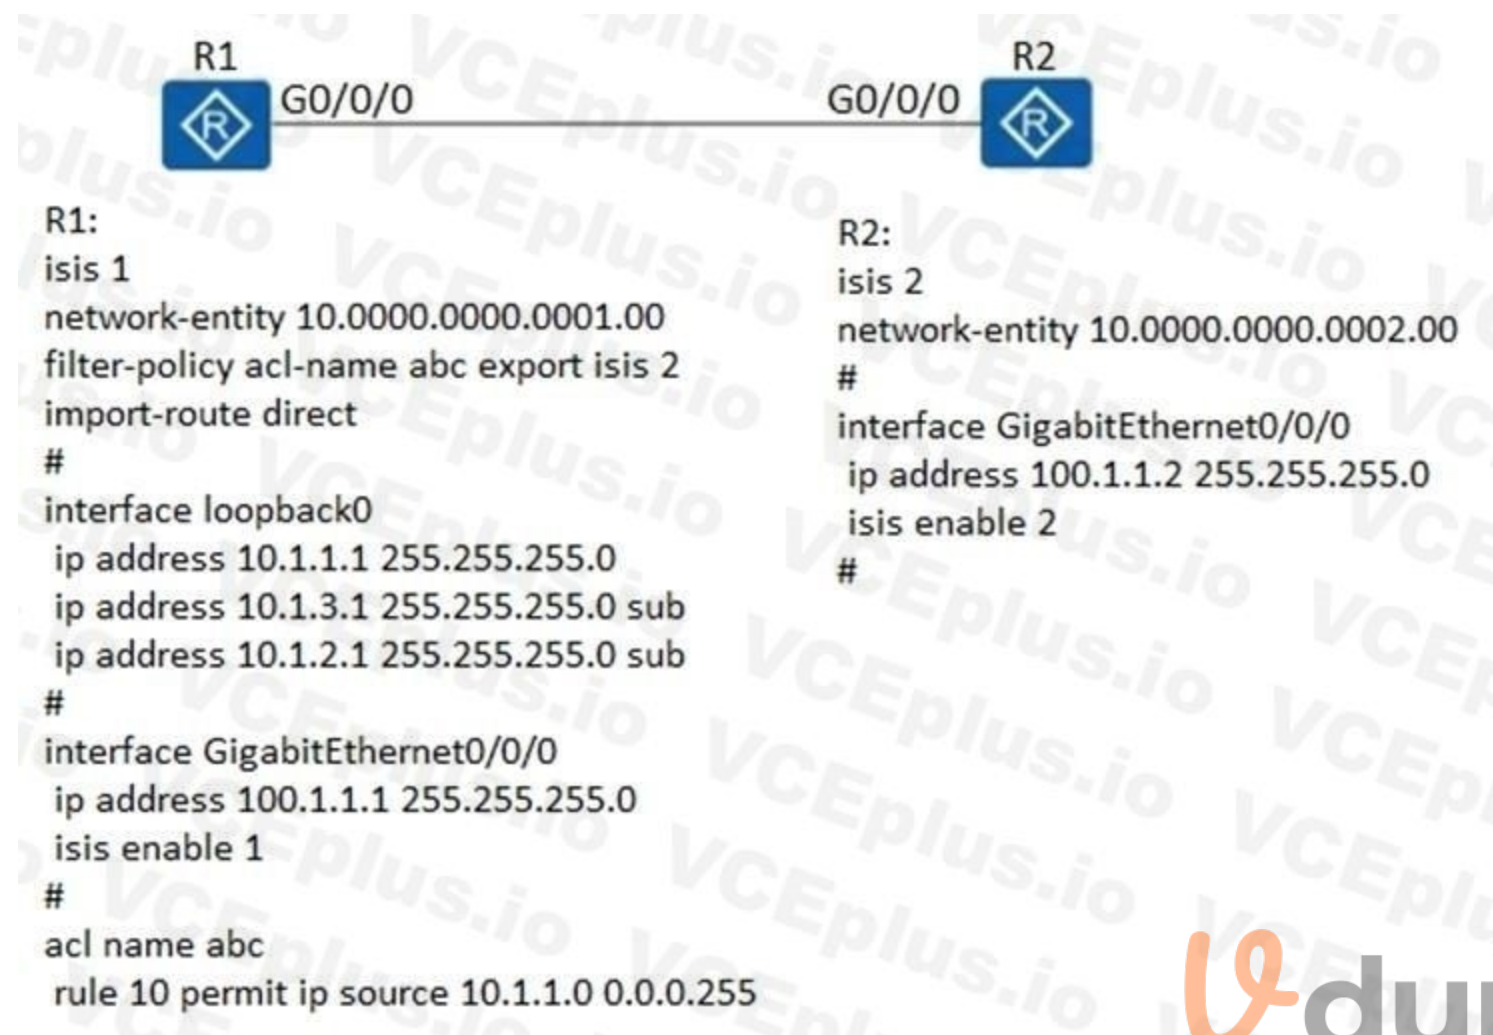 R1
R2
G0/0/0
G0/0/0
R
R
R1:
isis 1
network-entity 10.0000.0000.0001.00
filter-policy acl-name abc export isis 2
import-route direct
#
interface loopback0
ip address 10.1.1.1 255.255.255.0
ip address 10.1.3.1 255.255.255.0 sub
ip address 10.1.2.1 255.255.255.0 sub
#
interface GigabitEthernet0/0/0
ip address 100.1.1.1 255.255.255.0
isis enable 1
#
acl name abc
rule 10 permit ip source 10.1.1.0 0.0.0.255
R2:
isis 2
network-entity 10.0000.0000.0002.00
#
interface GigabitEthernet0/0/0
ip address 100.1.1.2 255.255.255.0
isis enable 2
#
VCEplus.io